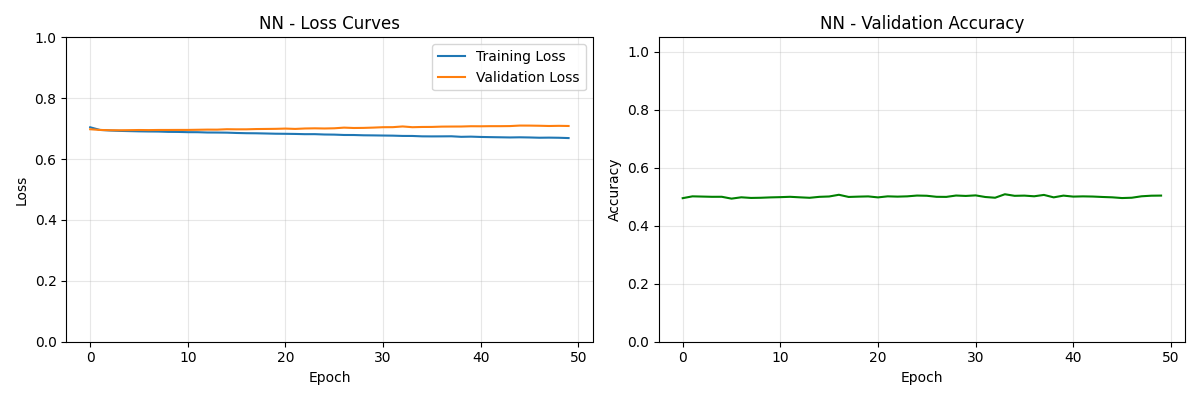 NN - Loss Curves
1.0
0.8
0.6
0.4
0.2
0.0
Loss
Training Loss
Validation Loss
0 10 20 30 40 50
Epoch
NN - Validation Accuracy
1.0
0.8
0.6
0.4
0.2
0.0
Accuracy
0 10 20 30 40 50
Epoch